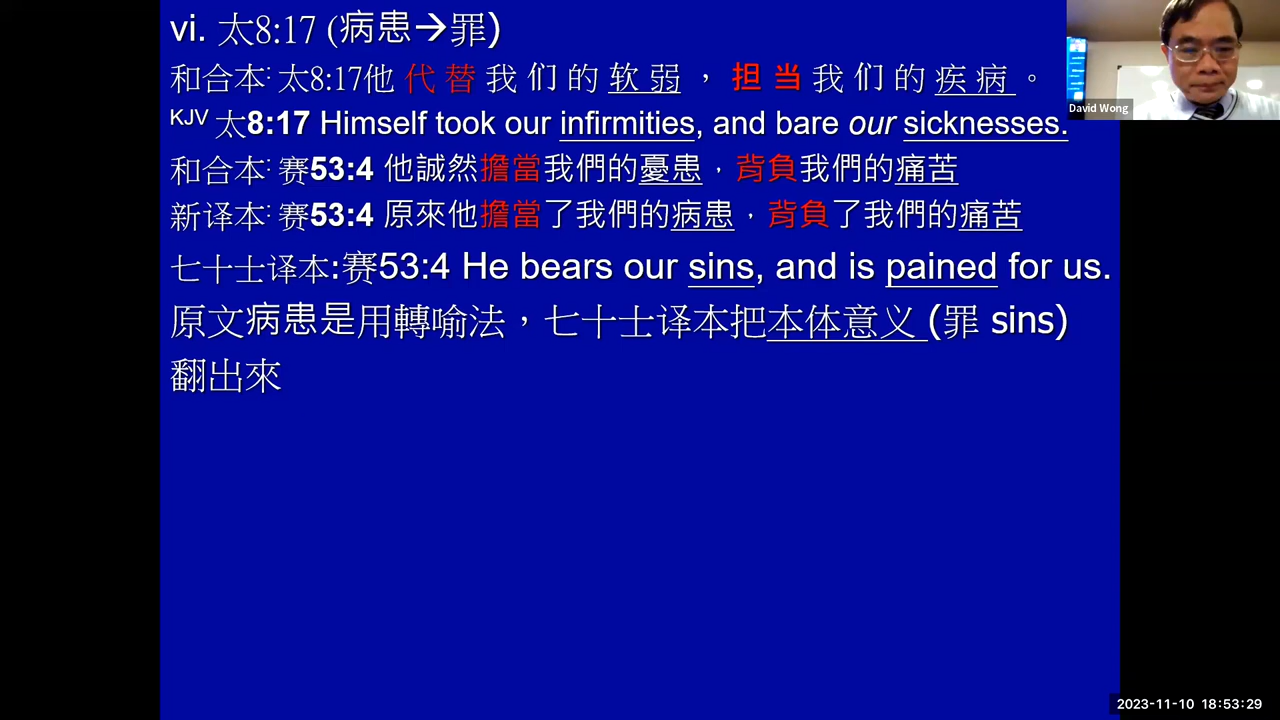 vi. 太8:17 (病患→罪)
和合本: 太8:17他 代 替 我 们 的 软 弱 ， 担 当 我 们 的 疾 病 。
KJV 太8:17 Himself took our infirmities, and bare our sicknesses.
和合本: 赛53:4 他誠然擔當我們的憂患，背負我們的痛苦
新译本: 赛53:4 原來他擔當了我們的病患，背負了我們的痛苦
七十士译本:赛53:4 He bears our sins, and is pained for us.
原文病患是用轉喻法，七十士译本把本体意义 (罪 sins)
翻出來
David Wong
2023-11-10 18:53:29